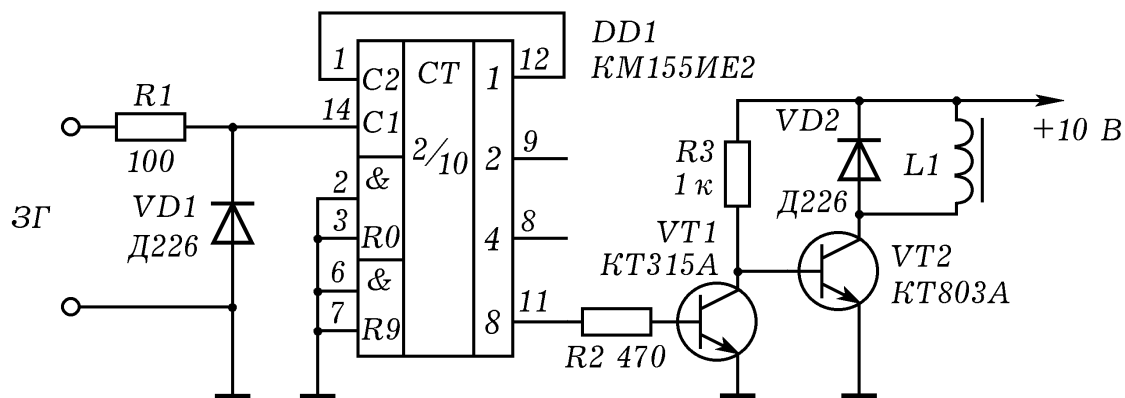 ЗГ
R1
100
VD1
Д226
1
14
2
3
6
7
C2
C1
&
R0
&
R9
CT
2/10
1
2
4
8
12
9
8
11
DD1
КМ155ИЕ2
R2 470
R3
1 к
VT1
КТ315А
VD2
Д226
L1
+10 В
VT2
КТ803А